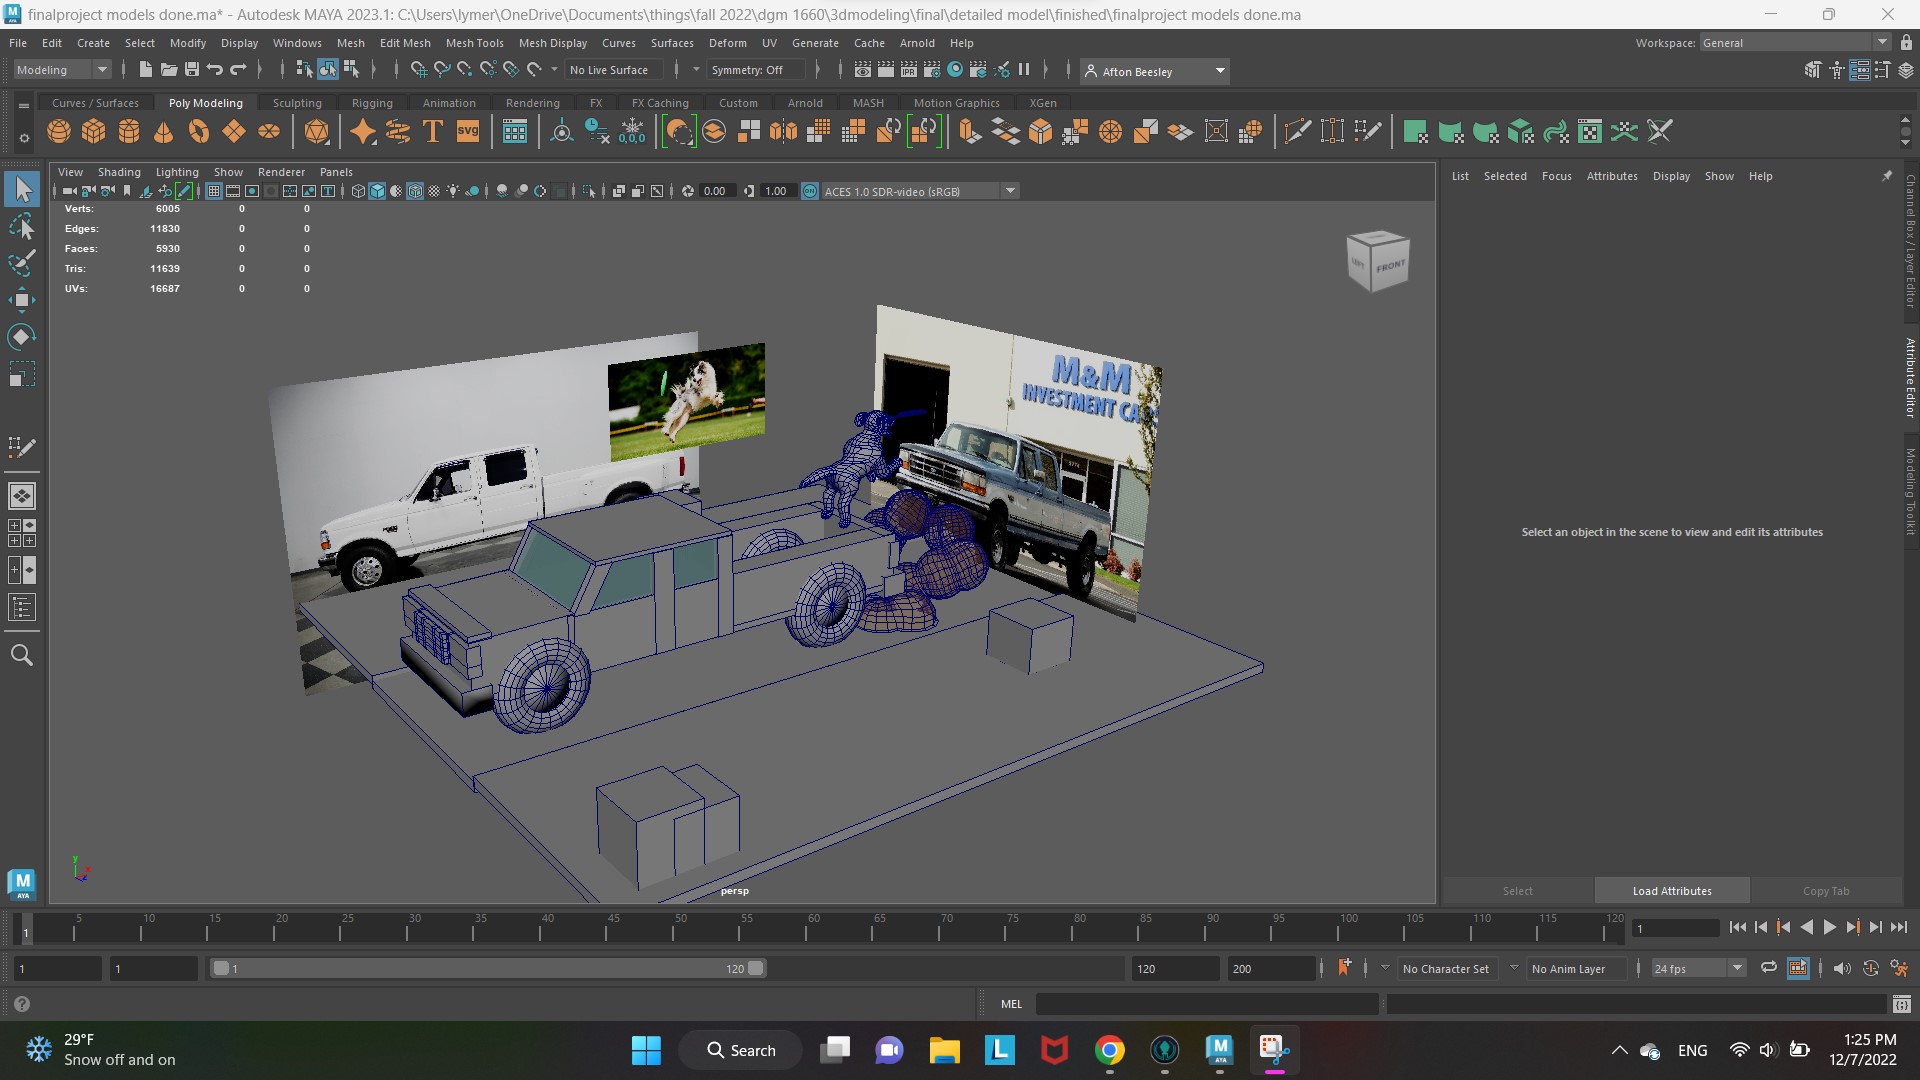 finalproject models done.ma* - Autodesk MAYA 2023.1: C:\Users\lymer\OneDrive\Documents\things\fall 2022\dgm 1660\3dmodeling\final\detailed model\finished\finalproject models done.ma
File Edit Create Select Modify Display Windows Mesh Edit Mesh Mesh Tools Mesh Display Curves Surfaces Deform UV Generate Cache Arnold Help
Workspace: General
Modeling
No Live Surface
Symmetry: Off
IPR
Afton Beesley
Curves / Surfaces Poly Modeling Sculpting Rigging Animation Rendering FX FX Caching Custom Arnold MASH Motion Graphics XGen
T
SVG
0,0,0
View Shading Lighting Show Renderer Panels
0.00
1.00
ACES 1.0 SDR-video (sRGB)
Verts: 6005 0 0
Edges: 11830 0 0
Faces: 5930 0 0
Tris: 11639 0 0
UVs: 16687 0 0
LEFT FRONT
M&M
INVESTMENT CA
y
persp
List Selected Focus Attributes Display Show Help
Select an object in the scene to view and edit its attributes
Select
Load Attributes
Copy Tab
Channel Box / Layer Editor
Attribute Editor
Modeling Toolkit
M
AYA
5 10 15 20 25 30 35 40 45 50 55 60 65 70 75 80 85 90 95 100 105 110 115 120
1
1
1
1
1
120
120
200
No Character Set
No Anim Layer
24 fps
MEL
29°F
Snow off and on
Search
ENG
1:25 PM
12/7/2022